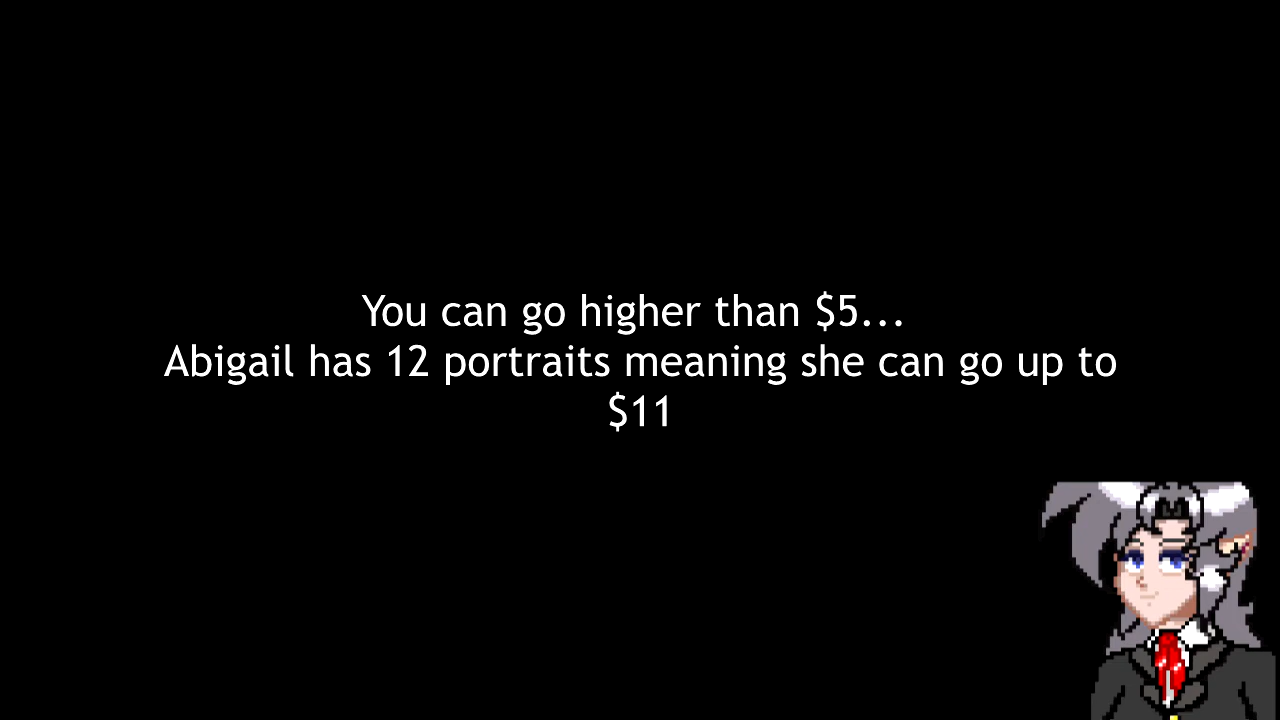 You can go higher than $5...
Abigail has 12 portraits meaning she can go up to
$11